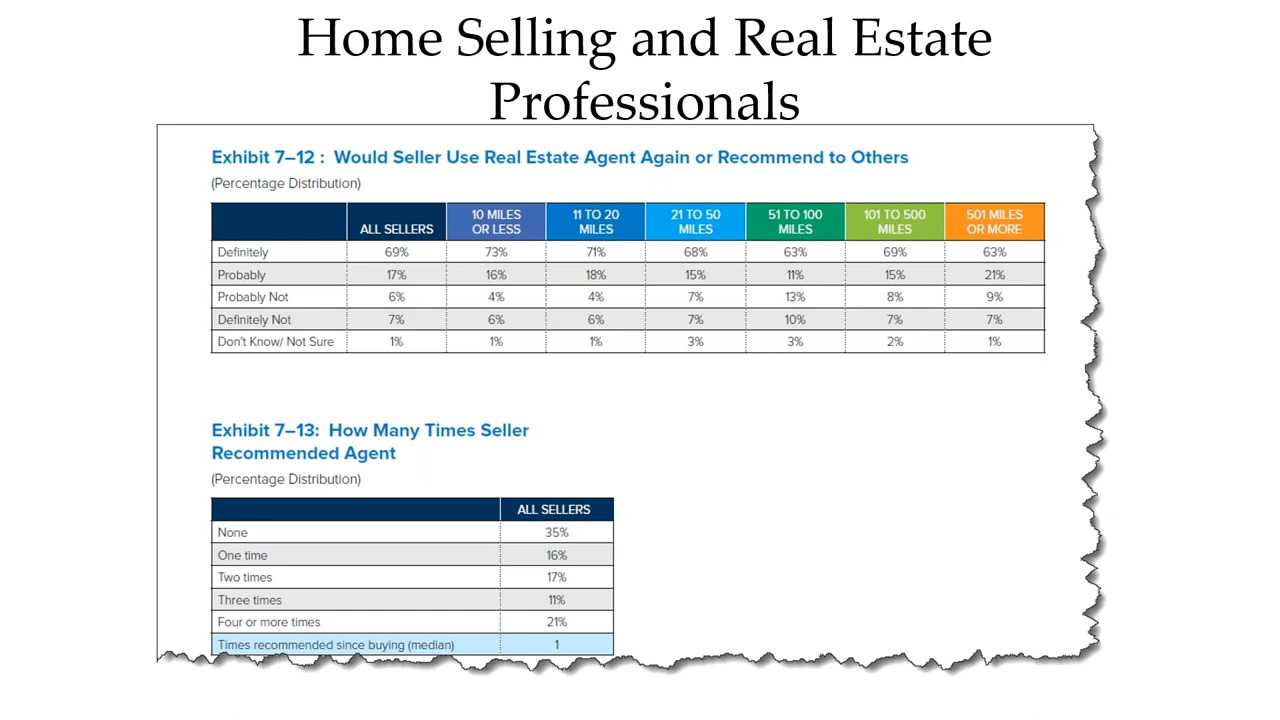 Home Selling and Real Estate
Professionals
Exhibit 7–12 : Would Seller Use Real Estate Agent Again or Recommend to Others
(Percentage Distribution)
ALL SELLERS 10 MILES OR LESS 11 TO 20 MILES 21 TO 50 MILES 51 TO 100 MILES 101 TO 500 MILES 501 MILES OR MORE
Definitely 69% 73% 71% 68% 63% 69% 63%
Probably 17% 16% 18% 15% 11% 15% 21%
Probably Not 6% 4% 4% 7% 13% 8% 9%
Definitely Not 7% 6% 6% 7% 10% 7% 7%
Don't Know/ Not Sure 1% 1% 1% 3% 3% 2% 1%
Exhibit 7–13: How Many Times Seller
Recommended Agent
(Percentage Distribution)
ALL SELLERS
None 35%
One time 16%
Two times 17%
Three times 11%
Four or more times 21%
Times recommended since buying (median) 1